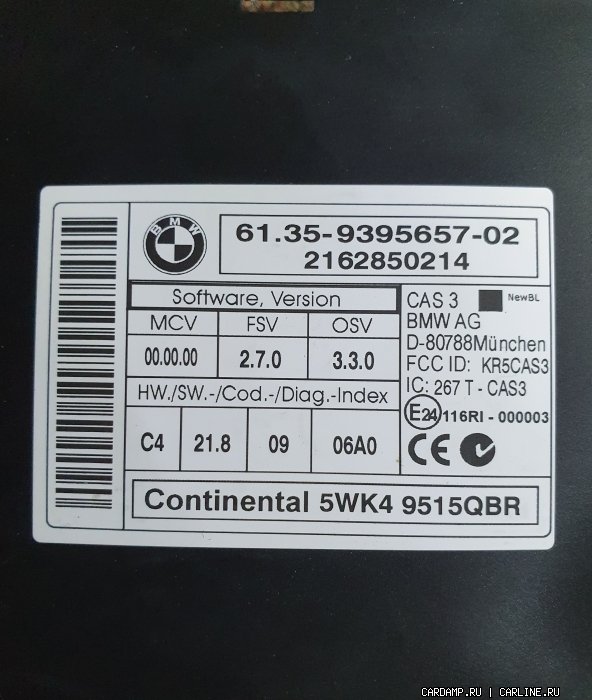 BMW
61.35-9395657-02
2162850214
Software, Version
MCV FSV OSV
00.00.00 2.7.0 3.3.0
HW./SW.-/Cod.-/Diag.-Index
C4 21.8 09 06A0
CAS 3 NewBL
BMW AG
D-80788München
FCC ID: KR5CAS3
IC: 267 T - CAS3
E24 116RI - 000003
CE
Continental 5WK4 9515QBR
CARDAMP.RU | CARLINE.RU